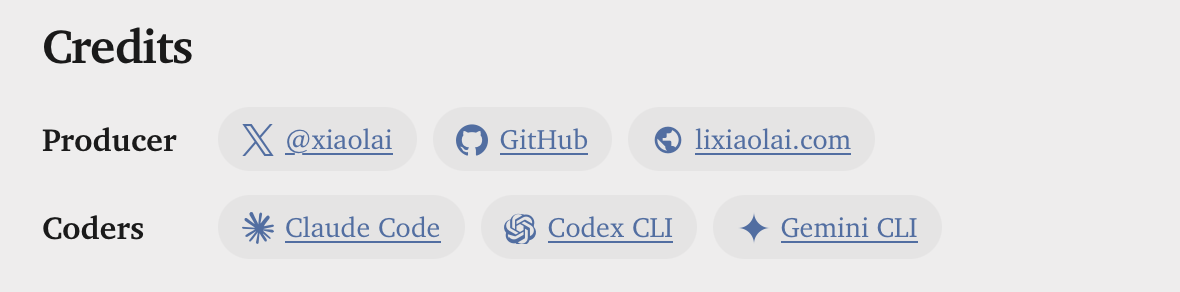 Credits
Producer @xiaolai GitHub lixiaolai.com
Coders Claude Code Codex CLI Gemini CLI